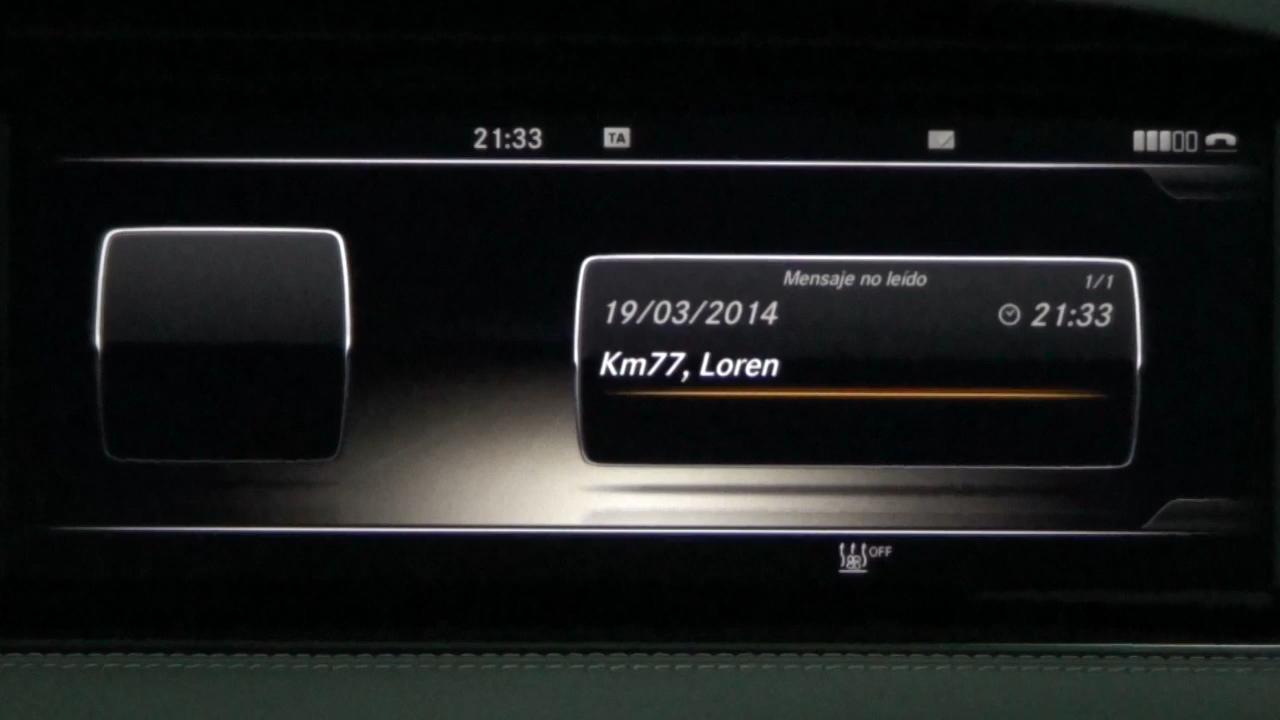 21:33 TA
Mensaje no leído 1/1
19/03/2014 21:33
Km77, Loren
OFF